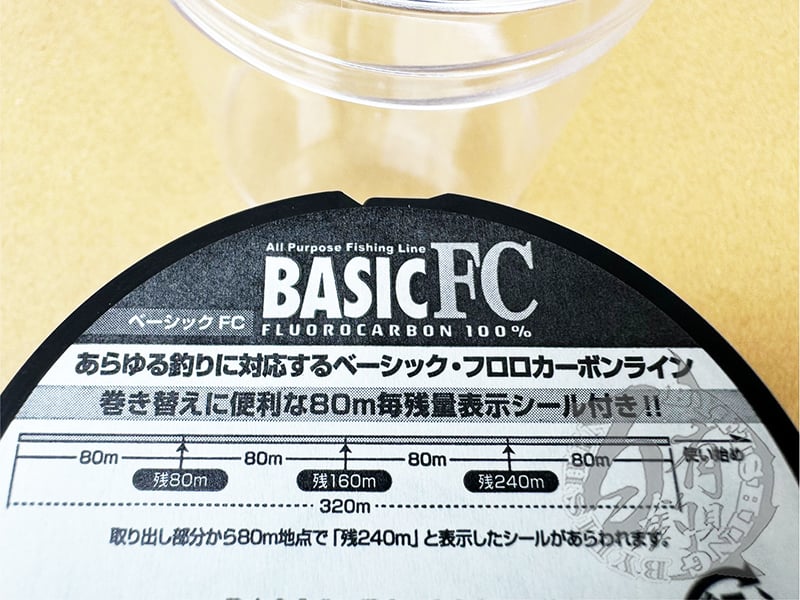 All Purpose Fishing Line
BASIC FC
ベーシックFC
FLUOROCARBON 100%
あらゆる釣りに対応するベーシック・フロロカーボンライン
巻き替えに便利な80m毎残量表示シール付き!!
80m 80m 80m 80m 使い始め
残80m 残160m 残240m
320m
取り出し部分から80m地点で「残240m」と表示したシールがあらわれます。